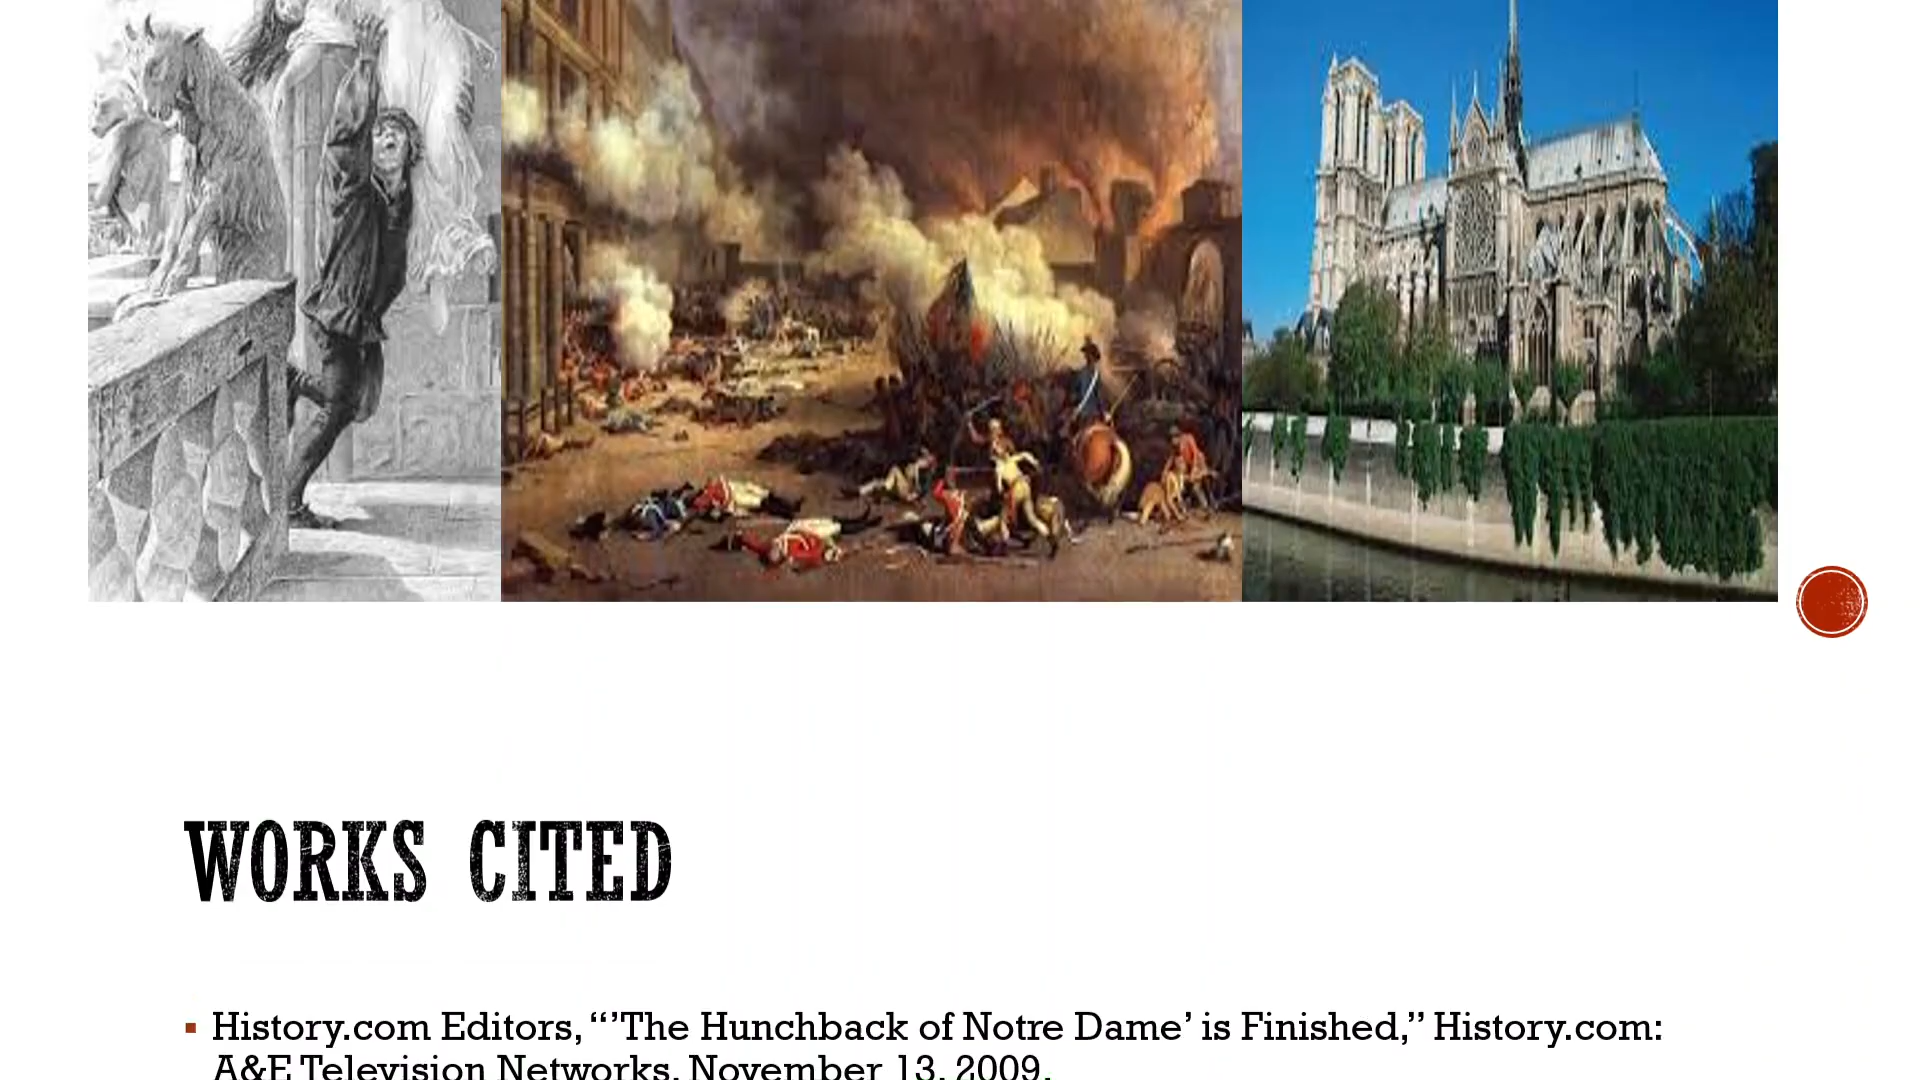 WORKS CITED
History.com Editors, “’The Hunchback of Notre Dame’ is Finished,” History.com:
A&E Television Networks, November 13, 2009.